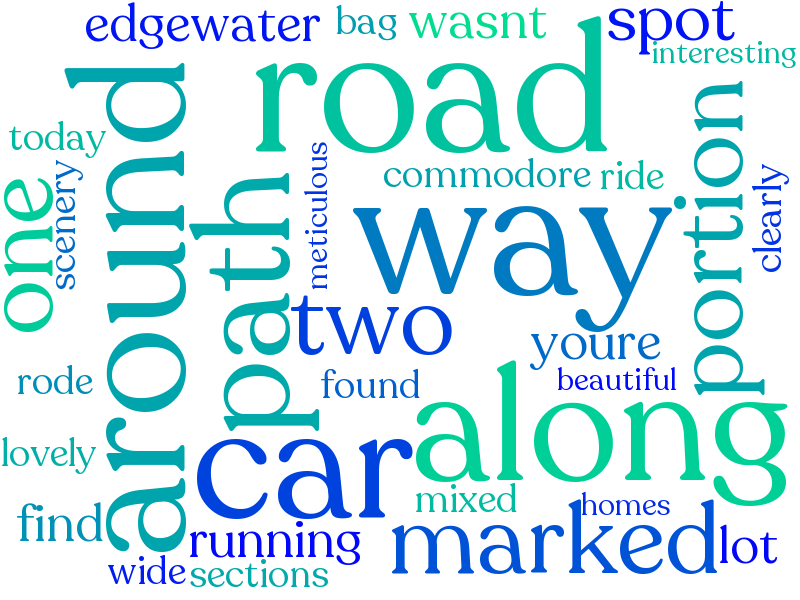 edgewater
bag
wasnt
spot
interesting
road
around
today
scenery
one
path
meticulous
commodore
ride
way
portion
clearly
two
youre
beautiful
found
rode
along
car
lovely
find
mixed
homes
marked
lot
running
wide
sections